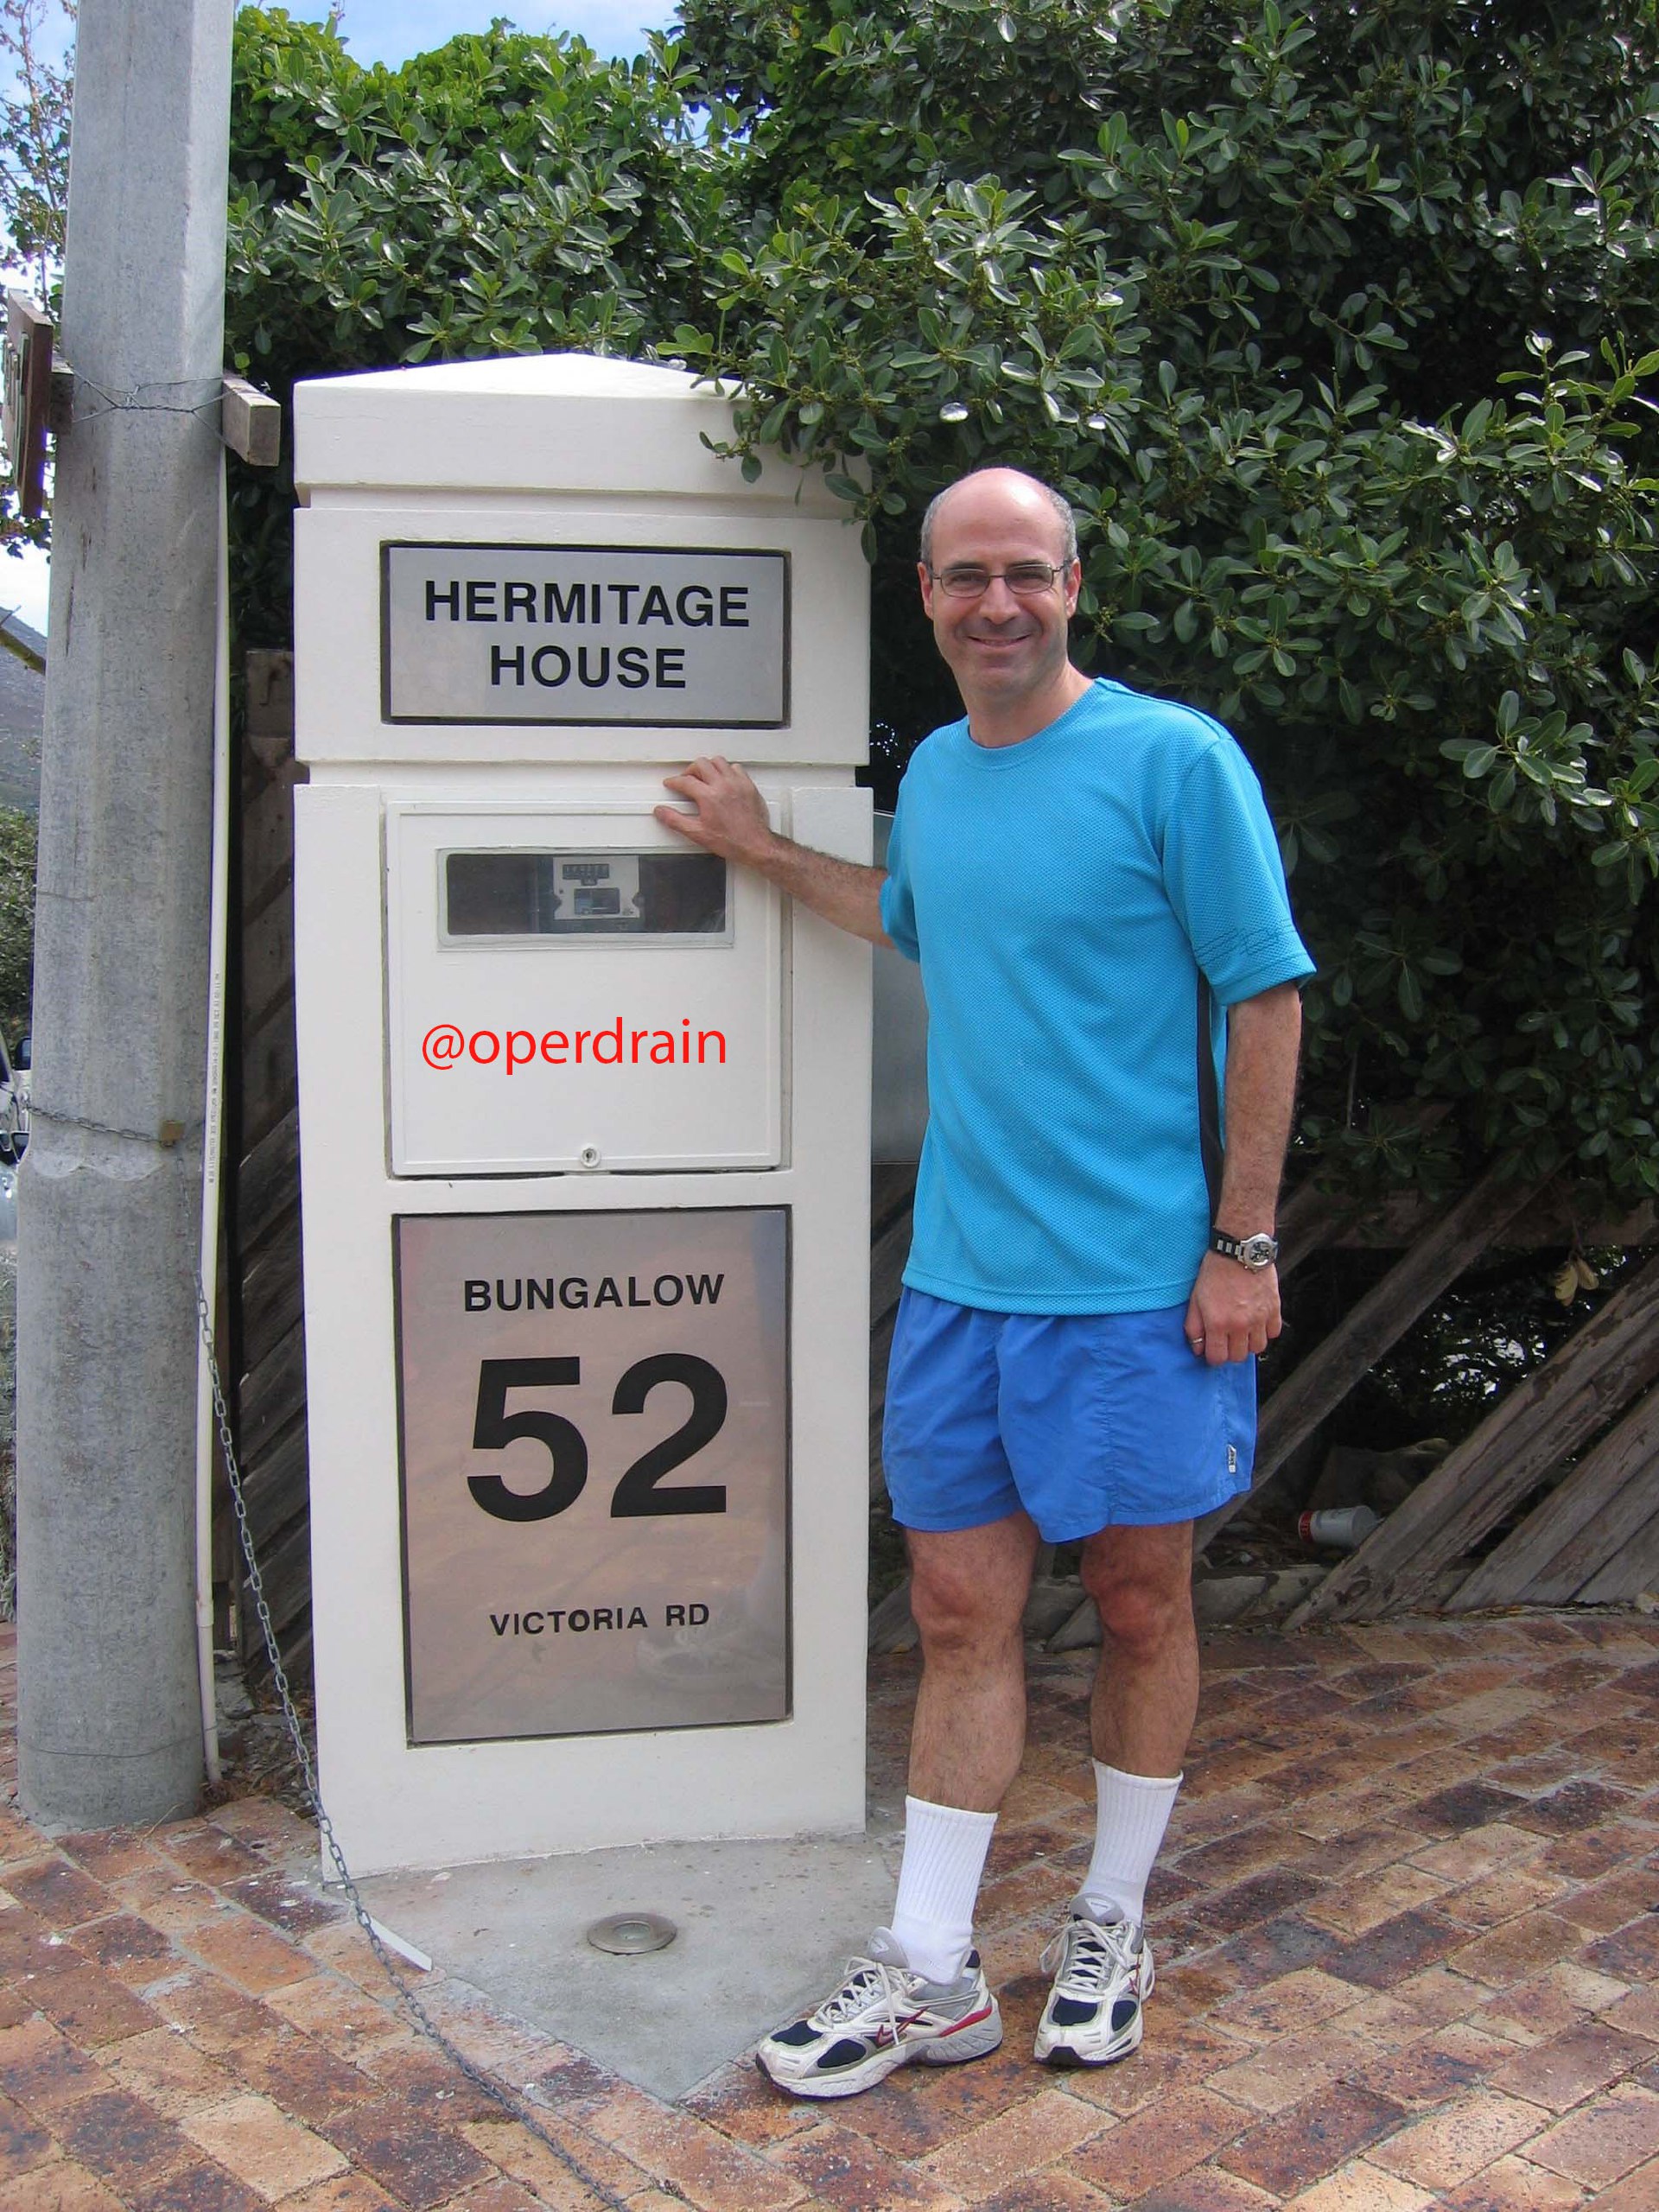 HERMITAGE
HOUSE
@operdrain
BUNGALOW
52
VICTORIA RD